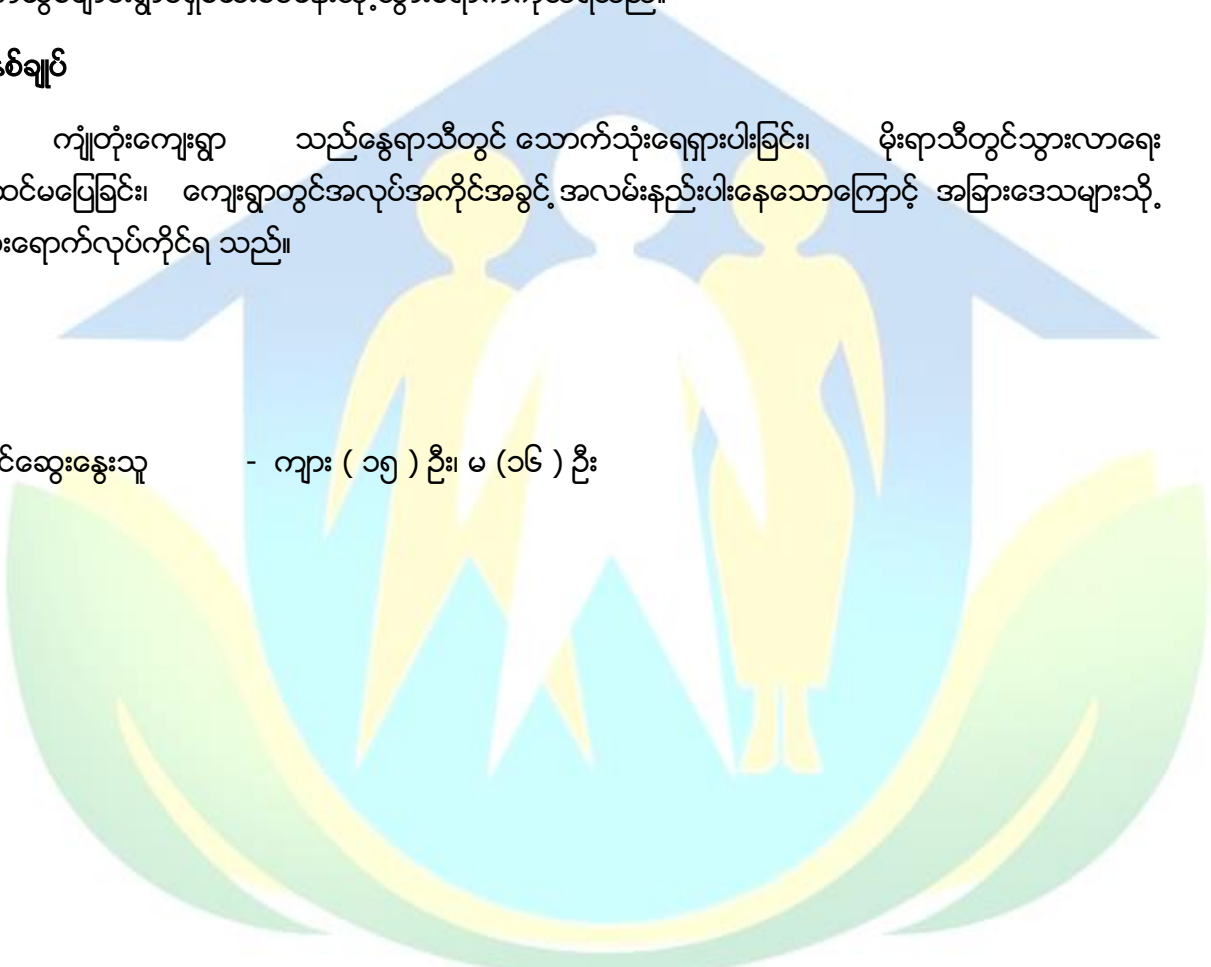 နှစ်ချုပ်
ကျုံတုံးကျေးရွာ သည်နွေရာသီတွင် သောက်သုံးရေရှားပါးခြင်း၊ မိုးရာသီတွင်သွားလာရေး
ဆင်မပြေခြင်း၊ ကျေးရွာတွင်အလုပ်အကိုင်အခွင့် အလမ်းနည်းပါးနေသောကြောင့် အခြားဒေသများသို့
ားရောက်လုပ်ကိုင်ရ သည်။
င်ဆွေးနွေးသူ - ကျား ( ၁၅ ) ဦး၊ မ (၁၆ ) ဦး